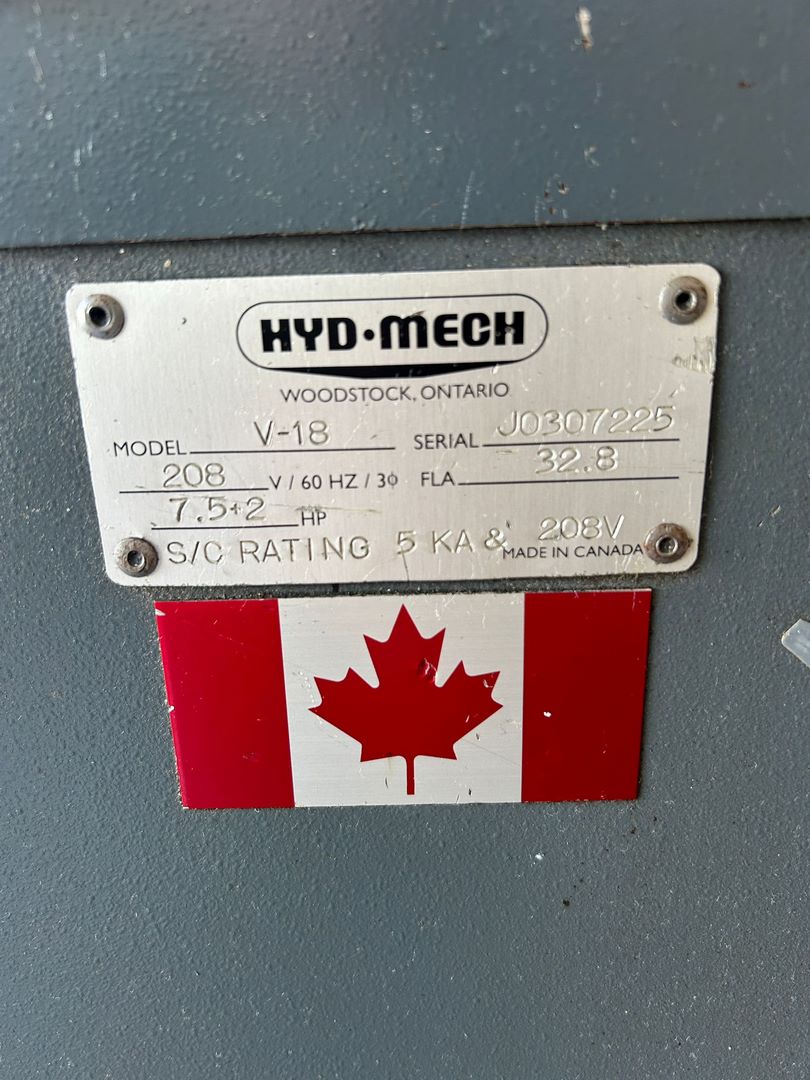 HYD·MECH
WOODSTOCK, ONTARIO
MODEL V-18 SERIAL J0307225
208 V / 60 HZ / 3ϕ FLA 32.8
7.5+2 HP
S/C RATING 5 KA & 208V
MADE IN CANADA